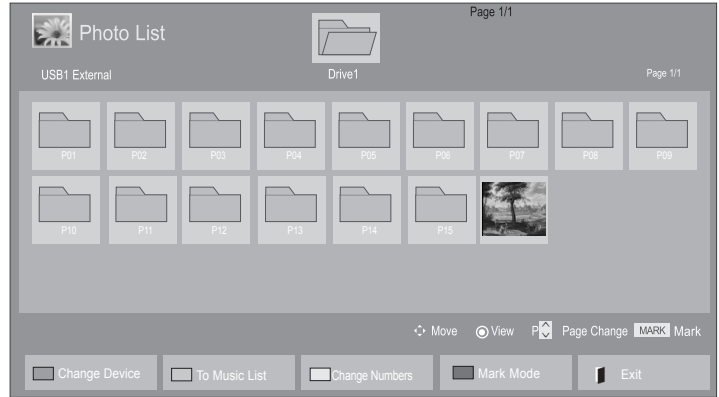 Page 1/1
Photo List
USB1 External
Drive1
Page 1/1
P01 P02 P03 P04 P05 P06 P07 P08 P09
P10 P11 P12 P13 P14 P15
Move View P Page Change MARK Mark
Change Device To Music List Change Numbers Mark Mode Exit